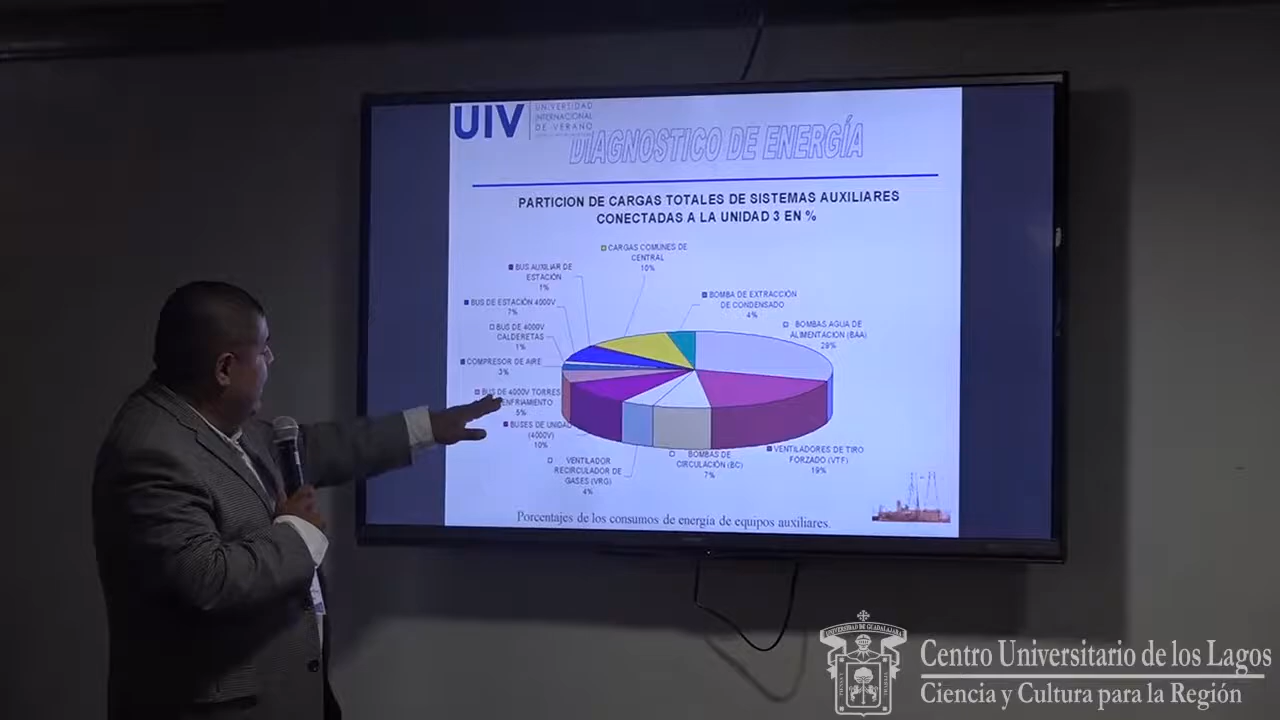 UIV
UNIVERSIDAD
INTERNACIONAL
DE VERANO
DIAGNOSTICO DE ENERGÍA
PARTICION DE CARGAS TOTALES DE SISTEMAS AUXILIARES
CONECTADAS A LA UNIDAD 3 EN %
CARGAS COMUNES DE
CENTRAL
10%
BUS AUXILIAR DE
ESTACIÓN
1%
BOMBA DE EXTRACCIÓN
DE CONDENSADO
4%
BUS DE ESTACIÓN 4000V
7%
BOMBAS AGUA DE
ALIMENTACIÓN (BAA)
29%
BUS DE 4000V
CALDERETAS
1%
COMPRESOR DE AIRE
3%
BUS DE 4000V TORRES
ENFRIAMIENTO
5%
BUSES DE UNIDAD
(4000V)
10%
VENTILADOR
RECIRCULADOR DE
GASES (VRG)
4%
BOMBAS DE
CIRCULACIÓN (BC)
7%
VENTILADORES DE TIRO
FORZADO (VTF)
19%
Porcentajes de los consumos de energía de equipos auxiliares.
UNIVERSIDAD DE GUADALAJARA
Centro Universitario de los Lagos
Ciencia y Cultura para la Región